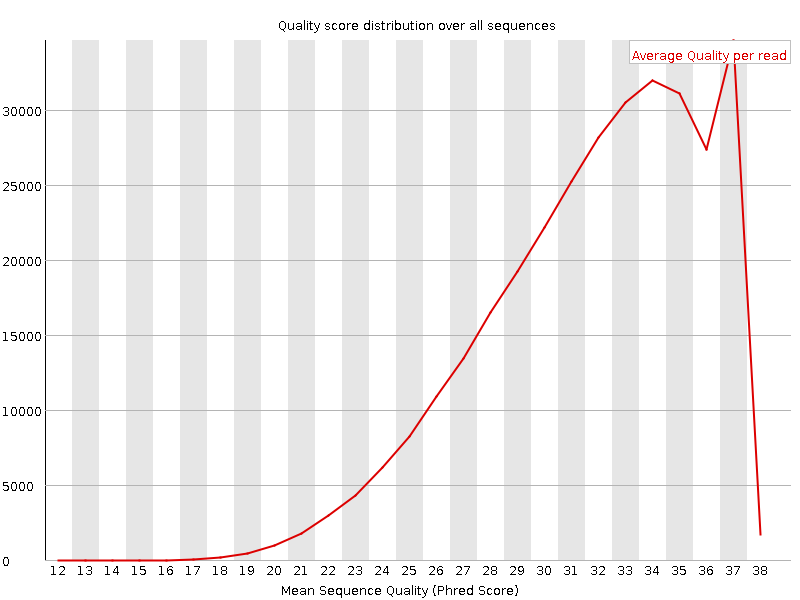 Quality score distribution over all sequences
Average Quality per read
30000
25000
20000
15000
10000
5000
0
12 13 14 15 16 17 18 19 20 21 22 23 24 25 26 27 28 29 30 31 32 33 34 35 36 37 38
Mean Sequence Quality (Phred Score)